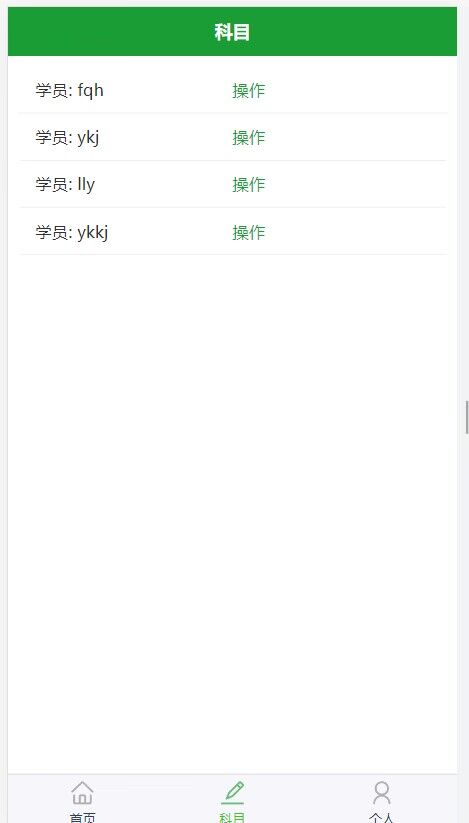 科目
学员: fqh 操作
学员: ykj 操作
学员: lly 操作
学员: ykkj 操作
首页 科目 个人